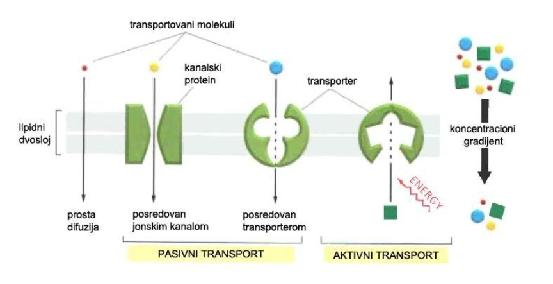 transportovani molekuli
kanalski
protein
transporter
lipidni
dvosloj
koncentracioni
gradijent
ENERGY
prosta
difuzija
posredovan
jonskim kanalom
posredovan
transporterom
PASIVNI TRANSPORT
AKTIVNI TRANSPORT